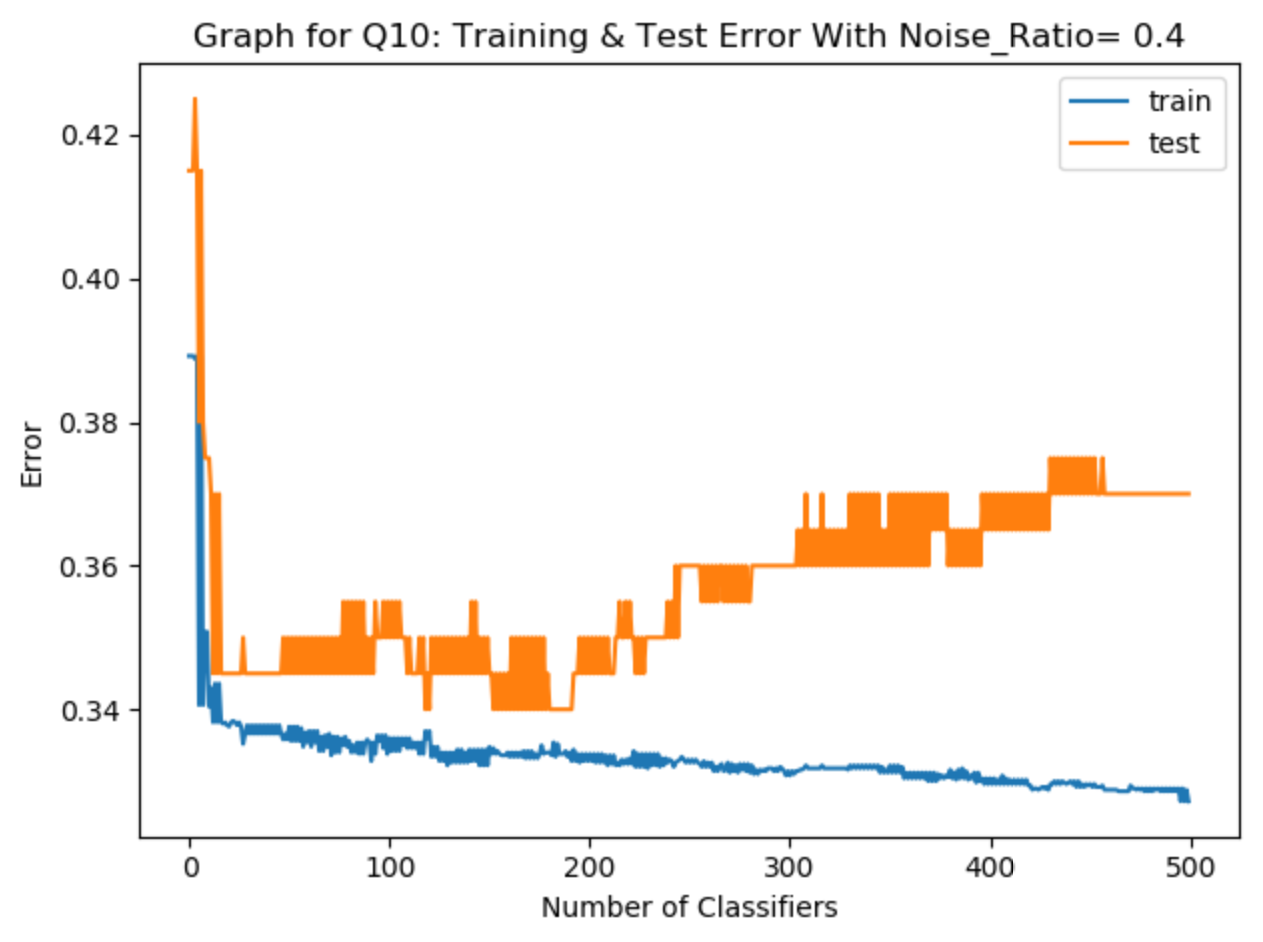 Graph for Q10: Training & Test Error With Noise_Ratio= 0.4
train
test
0.42
0.40
0.38
0.36
0.34
Error
0
100
200
300
400
500
Number of Classifiers